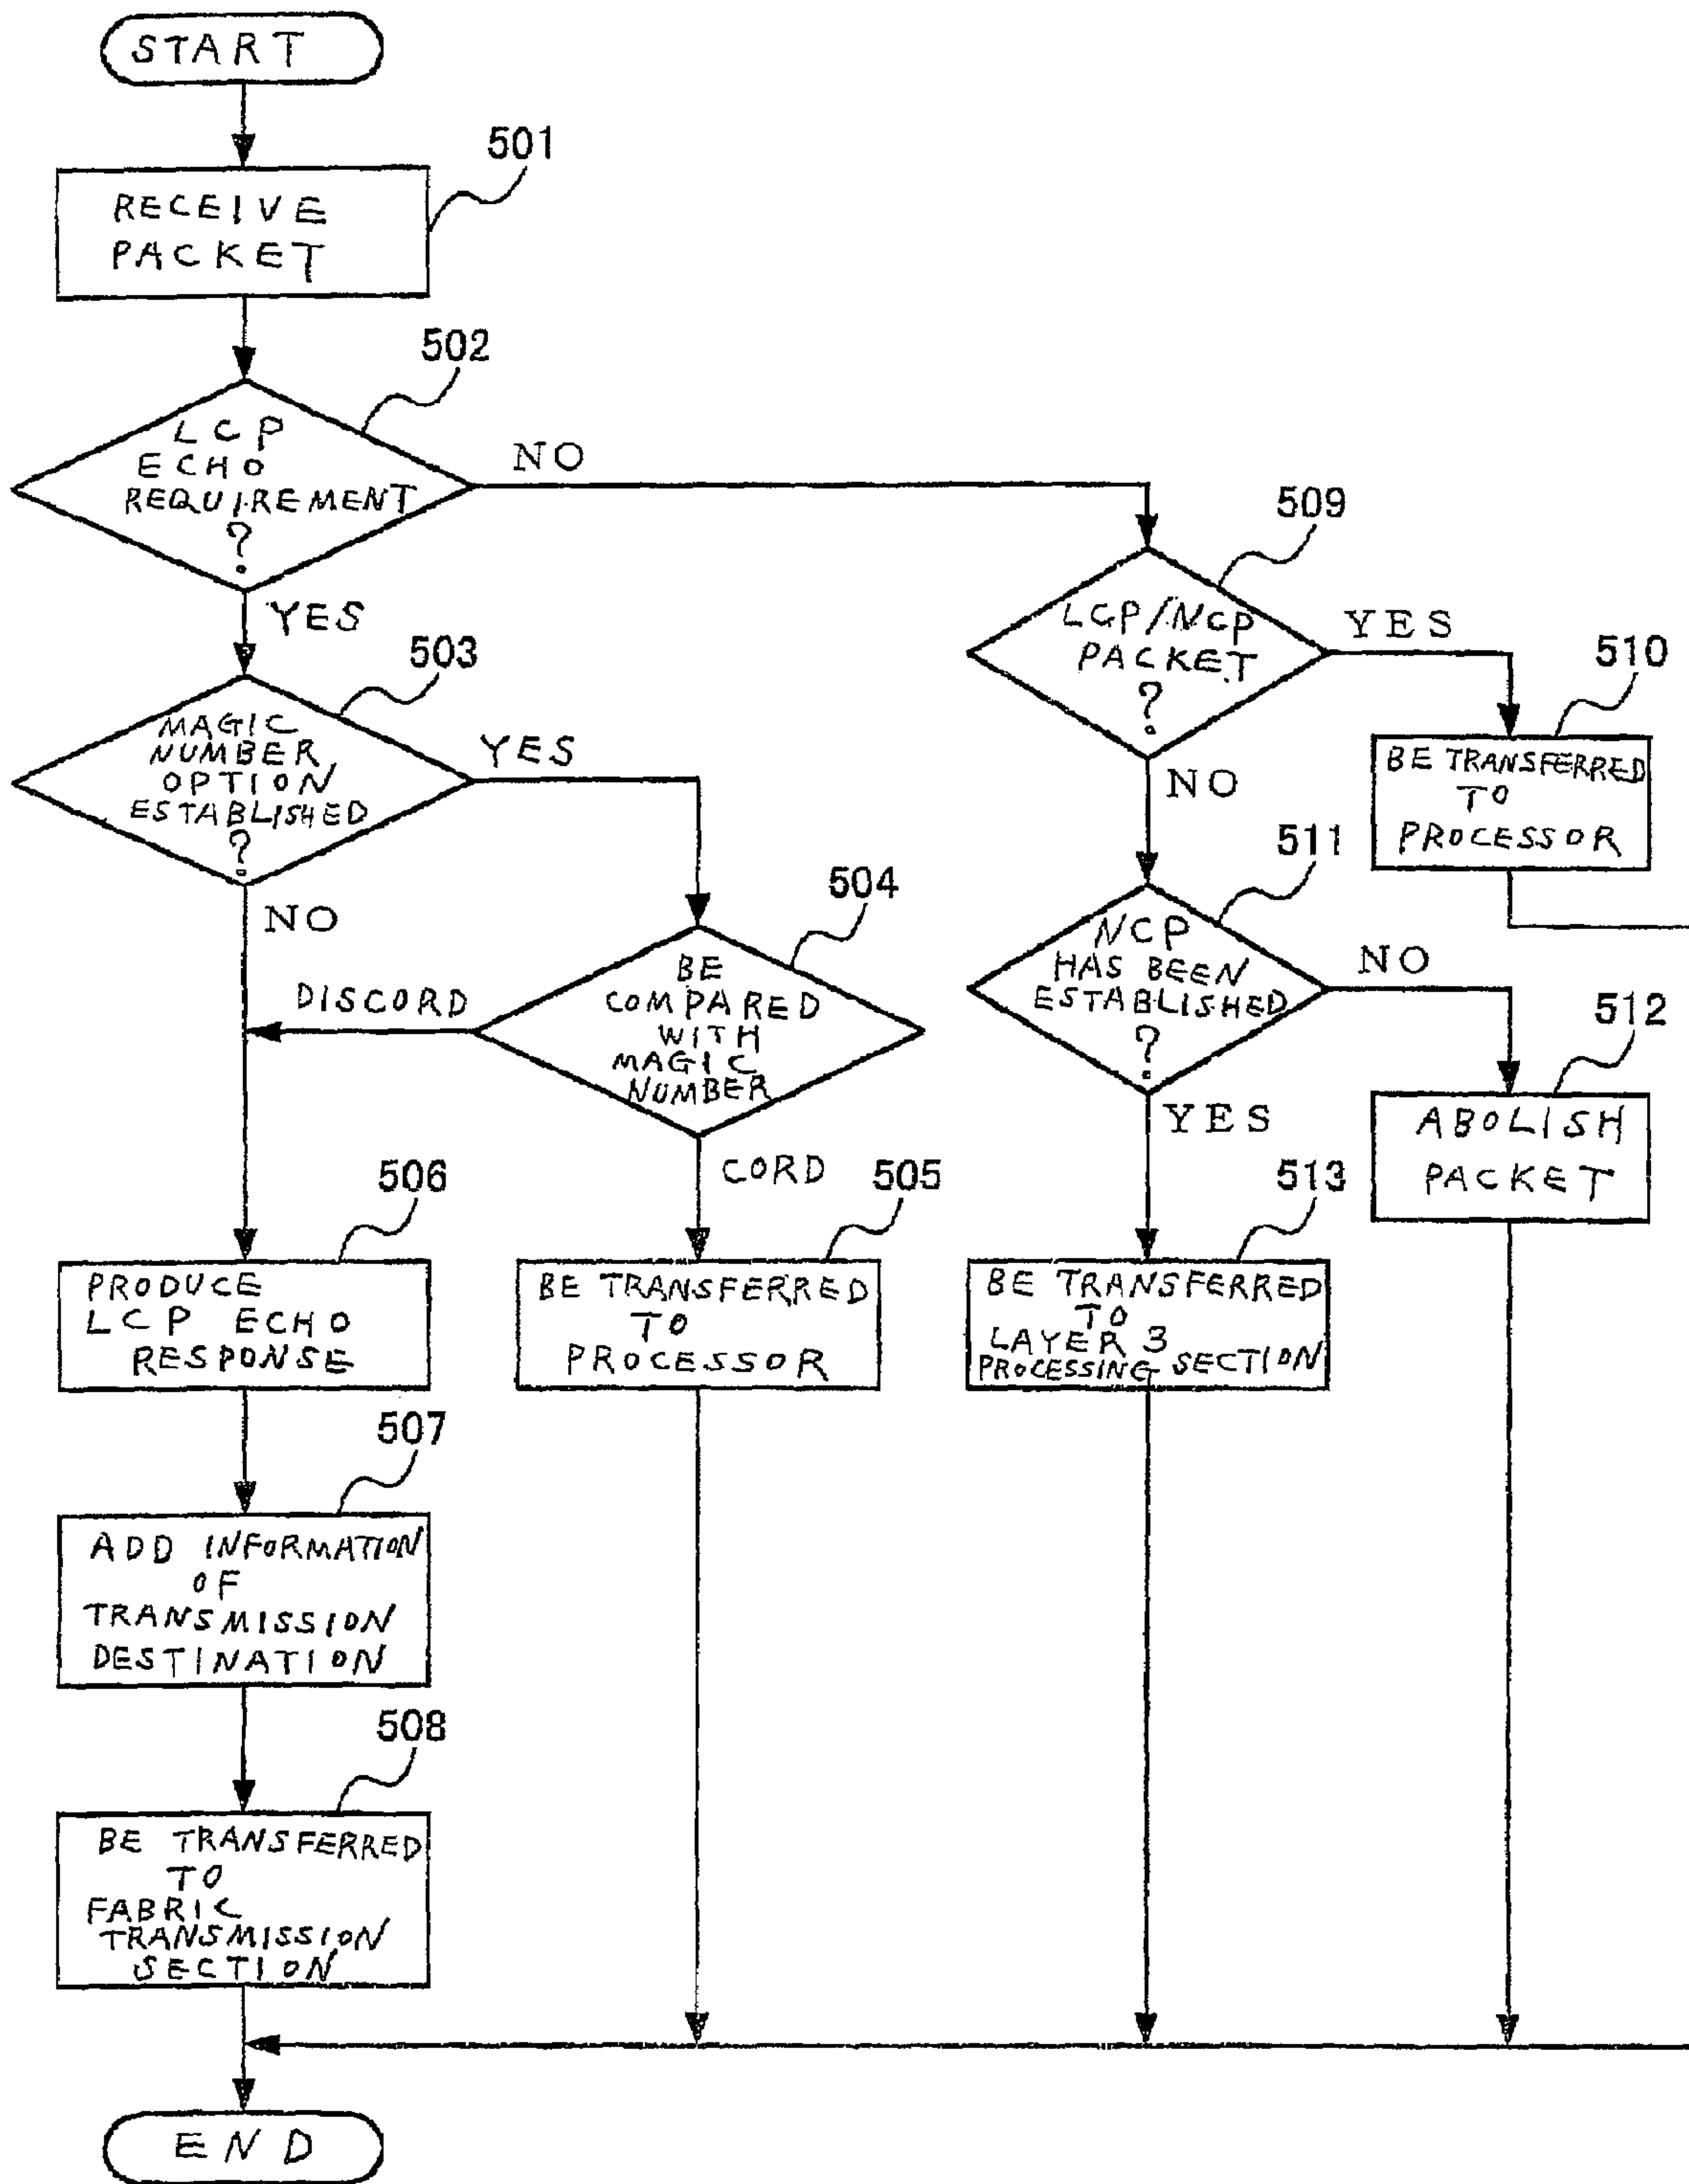 START
501
RECEIVE
PACKET
502
LCP
ECHO
REQUIREMENT
?
NO
YES
503
MAGIC
NUMBER
OPTION
ESTABLISHED
?
YES
NO
504
BE
COMPARED
WITH
MAGIC
NUMBER
DISCORD
CORD
505
BE TRANSFERRED
TO
PROCESSOR
506
PRODUCE
LCP ECHO
RESPONSE
507
ADD INFORMATION
OF
TRANSMISSION
DESTINATION
508
BE TRANSFERRED
TO
FABRIC
TRANSMISSION
SECTION
509
LCP/NCP
PACKET
?
YES
NO
510
BE TRANSFERRED
TO
PROCESSOR
511
NCP
HAS BEEN
ESTABLISHED
?
NO
YES
512
ABOLISH
PACKET
513
BE TRANSFERRED
TO
LAYER 3
PROCESSING SECTION
END